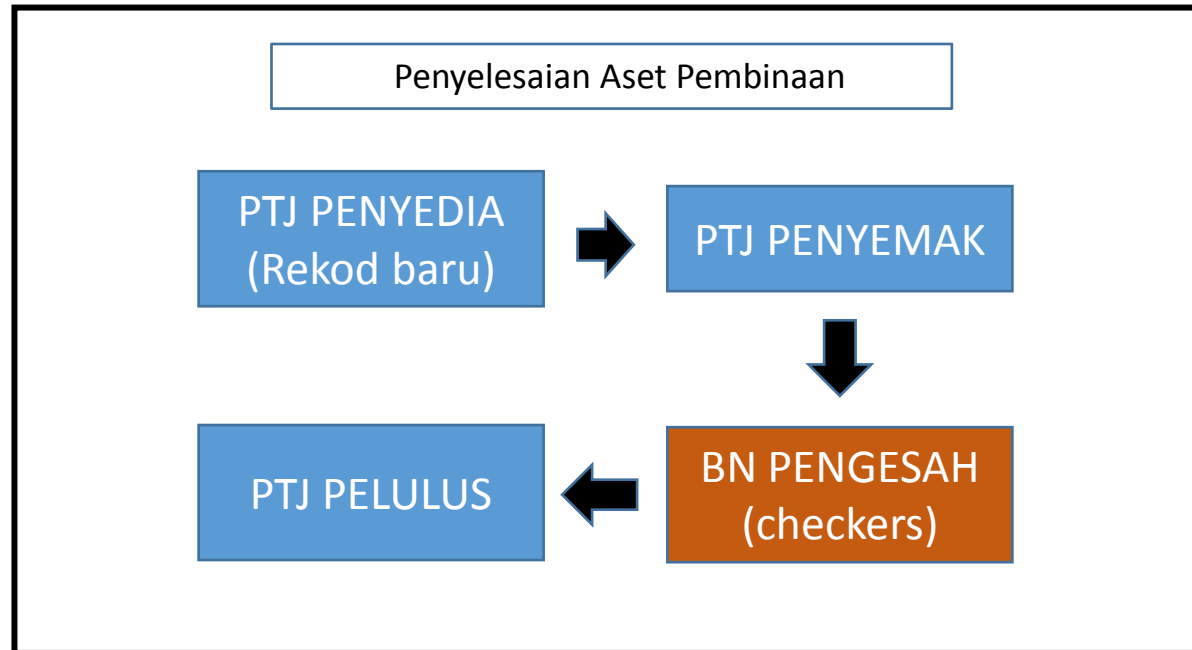 Penyelesaian Aset Pembinaan
PTJ PENYEDIA
(Rekod baru)
PTJ PENYEMAK
BN PENGESAH
(checkers)
PTJ PELULUS